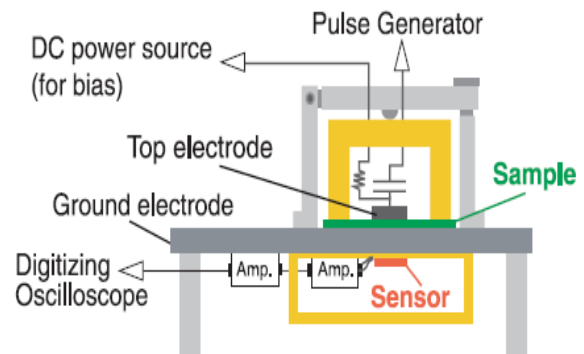 Pulse Generator
DC power source
(for bias)
Top electrode
Sample
Ground electrode
Digitizing
Oscilloscope
Amp.
Amp.
Sensor